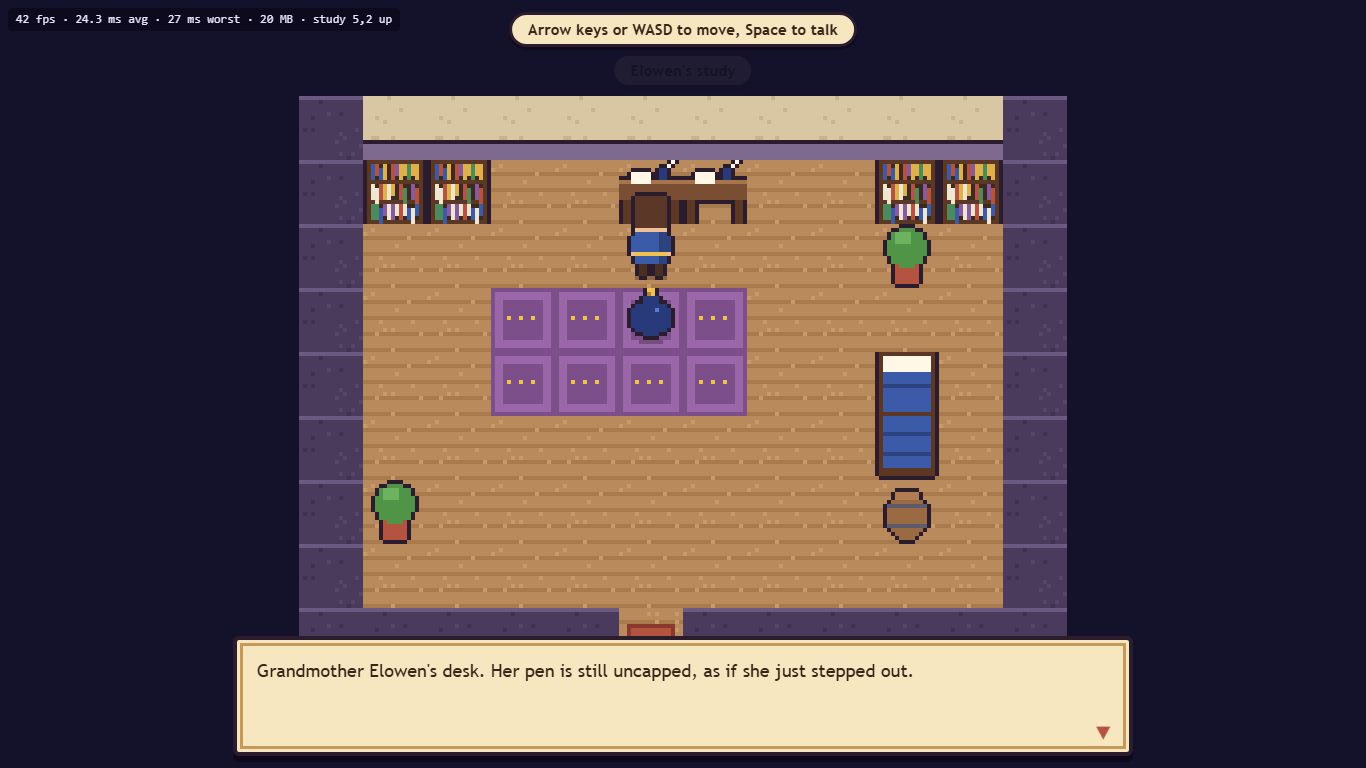 42 fps · 24.3 ms avg · 27 ms worst · 20 MB · study 5,2 up
Arrow keys or WASD to move, Space to talk
Elowen's study
Grandmother Elowen's desk. Her pen is still uncapped, as if she just stepped out.